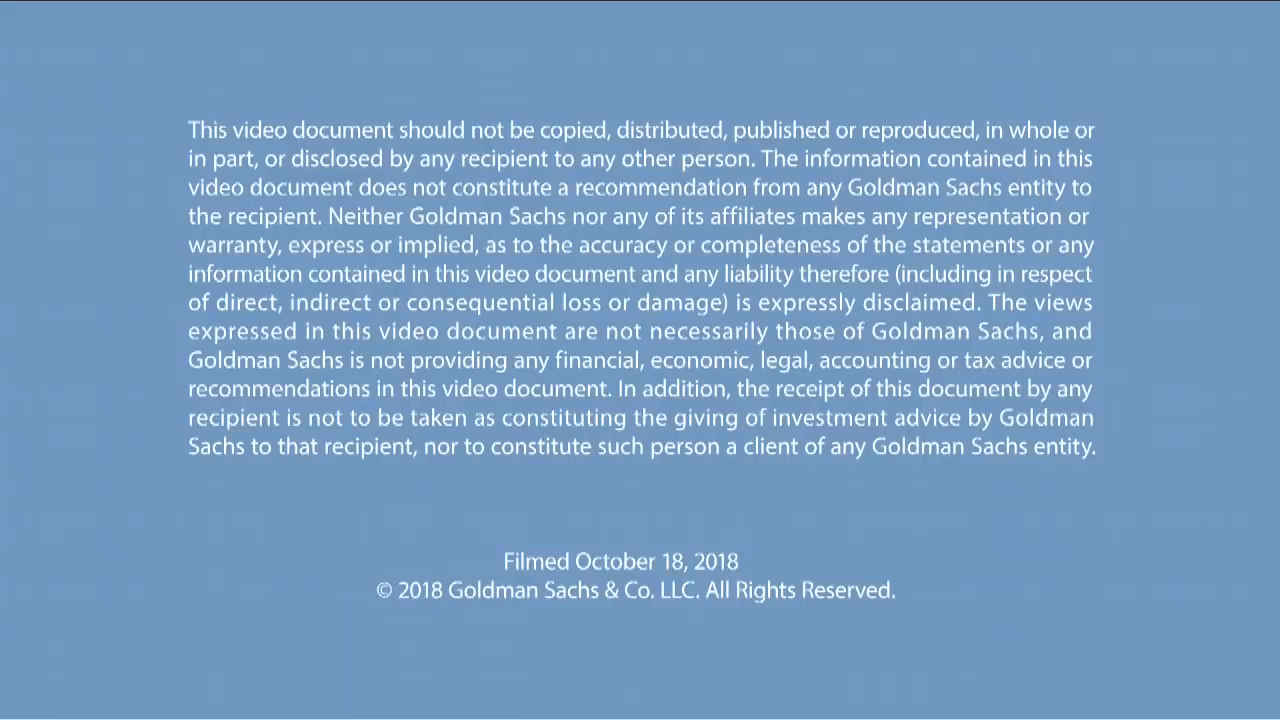 This video document should not be copied, distributed, published or reproduced, in whole or
in part, or disclosed by any recipient to any other person. The information contained in this
video document does not constitute a recommendation from any Goldman Sachs entity to
the recipient. Neither Goldman Sachs nor any of its affiliates makes any representation or
warranty, express or implied, as to the accuracy or completeness of the statements or any
information contained in this video document and any liability therefore (including in respect
of direct, indirect or consequential loss or damage) is expressly disclaimed. The views
expressed in this video document are not necessarily those of Goldman Sachs, and
Goldman Sachs is not providing any financial, economic, legal, accounting or tax advice or
recommendations in this video document. In addition, the receipt of this document by any
recipient is not to be taken as constituting the giving of investment advice by Goldman
Sachs to that recipient, nor to constitute such person a client of any Goldman Sachs entity.
Filmed October 18, 2018
© 2018 Goldman Sachs & Co. LLC. All Rights Reserved.